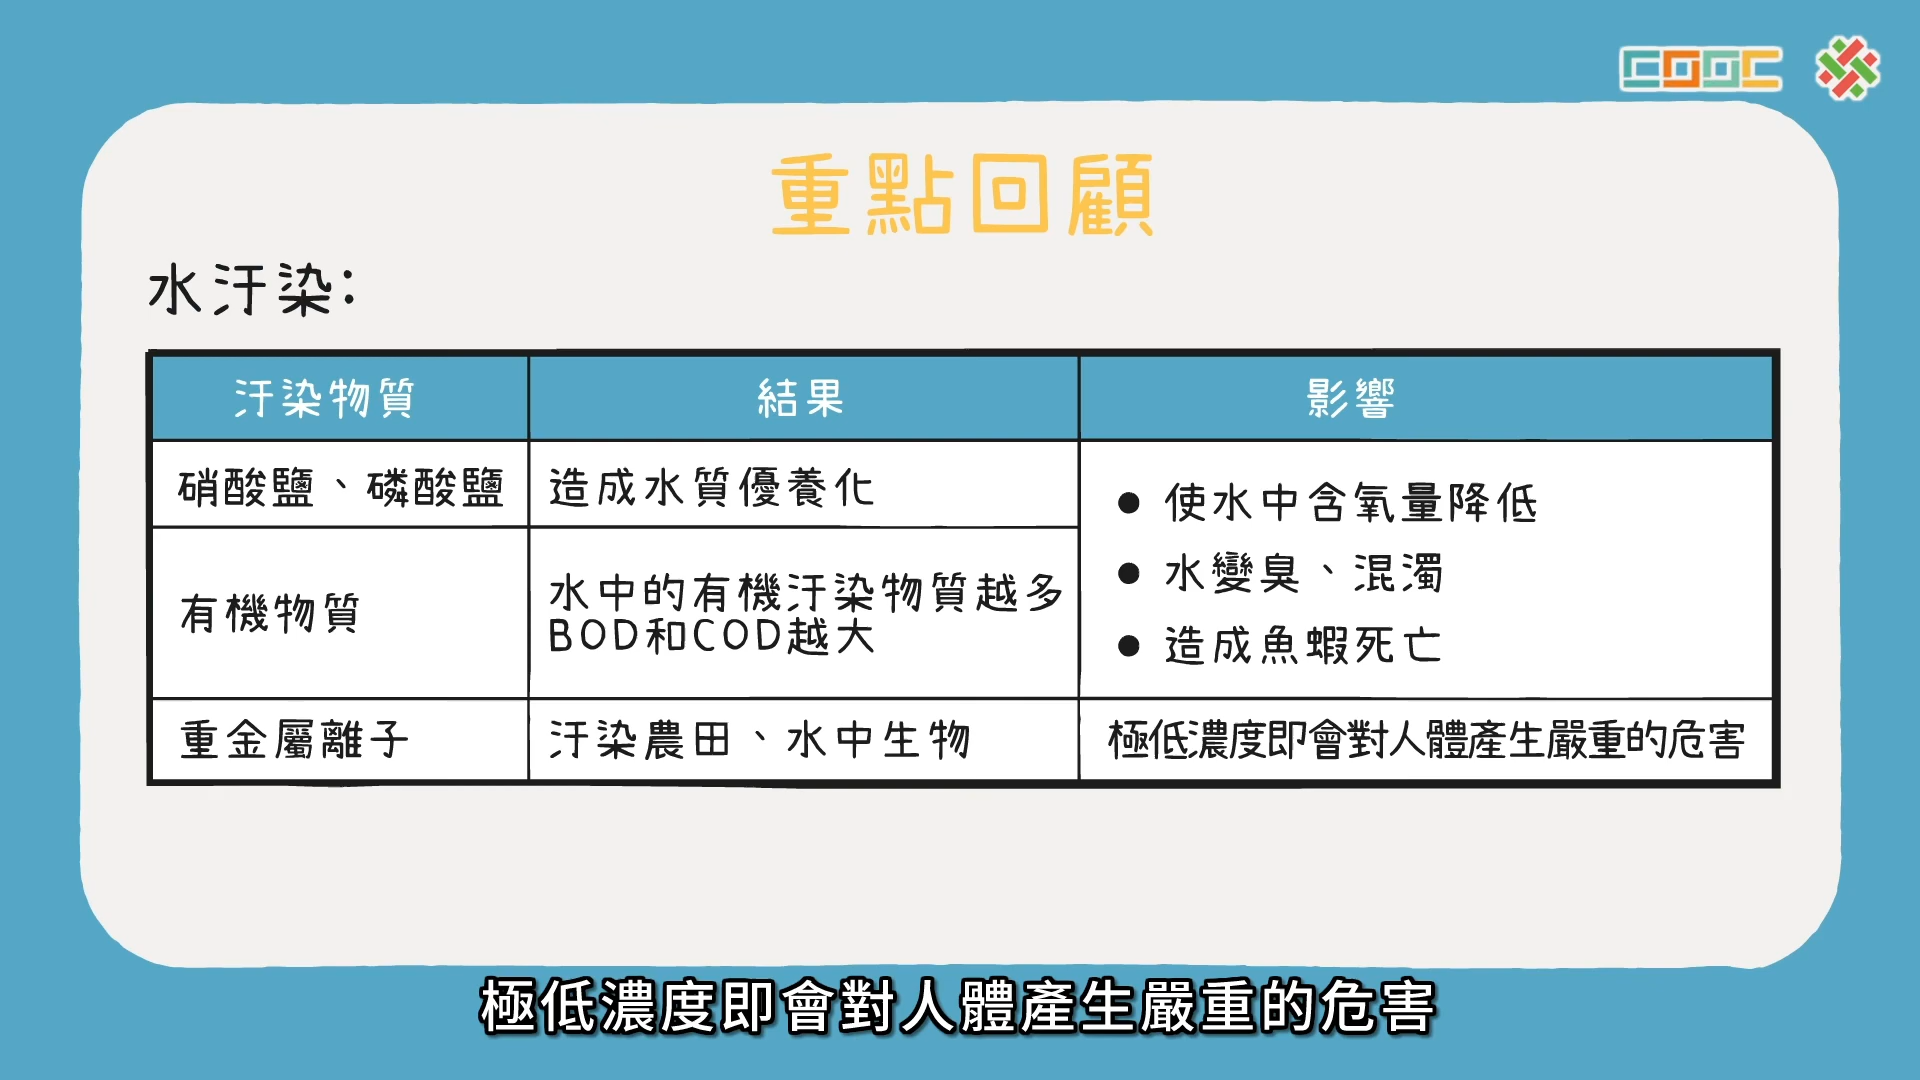 COOC
重點回顧
水汙染:
汙染物質
結果
影響
硝酸鹽、磷酸鹽
造成水質優養化
● 使水中含氧量降低
● 水變臭、混濁
● 造成魚蝦死亡
有機物質
水中的有機汙染物質越多
BOD和COD越大
重金屬離子
汙染農田、水中生物
極低濃度即會對人體產生嚴重的危害
極低濃度即會對人體產生嚴重的危害